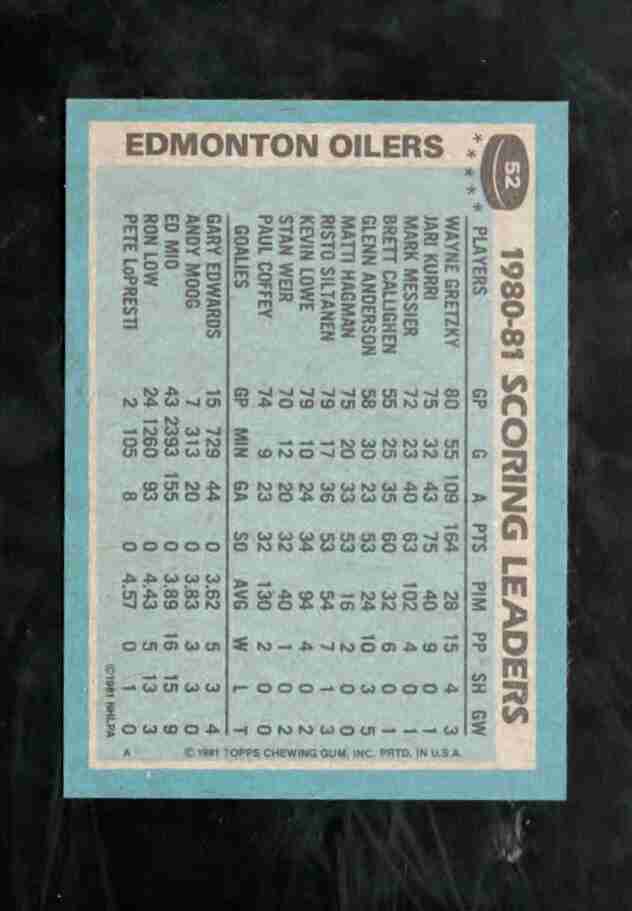 52
1980-81 SCORING LEADERS
EDMONTON OILERS
PLAYERS GP G A PTS PIM PP SH GW
WAYNE GRETZKY 80 55 109 164 28 15 4 3
JARI KURRI 75 32 43 75 40 9 0 1
MARK MESSIER 72 23 40 63 102 4 1 1
BRETT CALLIGHEN 55 25 35 60 32 6 0 1
GLENN ANDERSON 58 30 23 53 24 10 3 5
MATTI HAGMAN 75 20 33 53 16 2 0 0
RISTO SILTANEN 79 17 36 53 54 7 1 3
KEVIN LOWE 79 10 24 34 94 4 0 2
STAN WEIR 70 12 20 32 40 1 0 2
PAUL COFFEY 74 9 23 32 130 2 0 0
GOALIES GP MIN GA SO AVG W L T
GARY EDWARDS 15 729 44 0 3.62 5 3 4
ANDY MOOG 7 313 20 0 3.83 3 3 0
ED MIO 43 2393 155 0 3.89 16 15 9
RON LOW 24 1260 93 0 4.43 5 13 3
PETE LoPRESTI 2 105 8 0 4.57 0 1 0
© 1981 TOPPS CHEWING GUM, INC. PRTD. IN U.S.A.
A
©1981 NHLPA